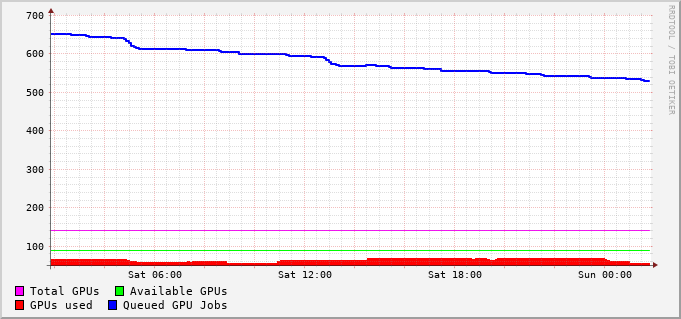 700
600
500
400
300
200
100
Sat 06:00 Sat 12:00 Sat 18:00 Sun 00:00
Total GPUs Available GPUs
GPUs used Queued GPU Jobs
RRDTOOL / TOBI OETIKER